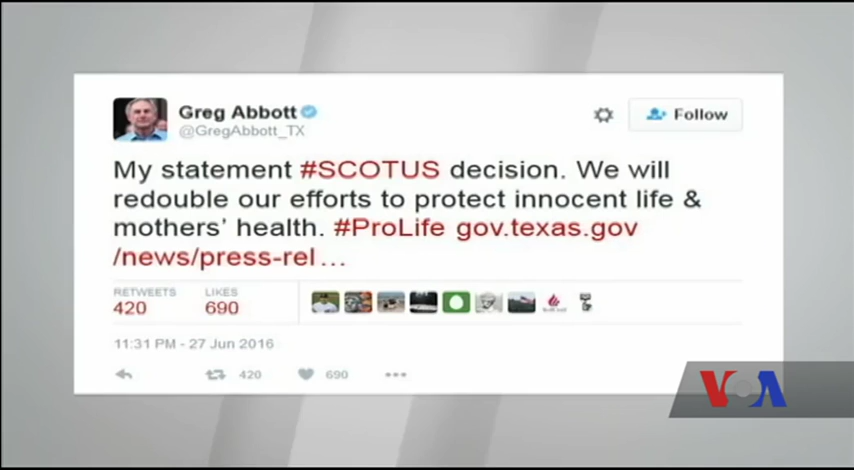 Greg Abbott
@GregAbbott_TX
Follow
My statement #SCOTUS decision. We will
redouble our efforts to protect innocent life &
mothers' health. #ProLife gov.texas.gov
/news/press-rel...
RETWEETS LIKES
420 690
11:31 PM - 27 Jun 2016
420 690
VOA